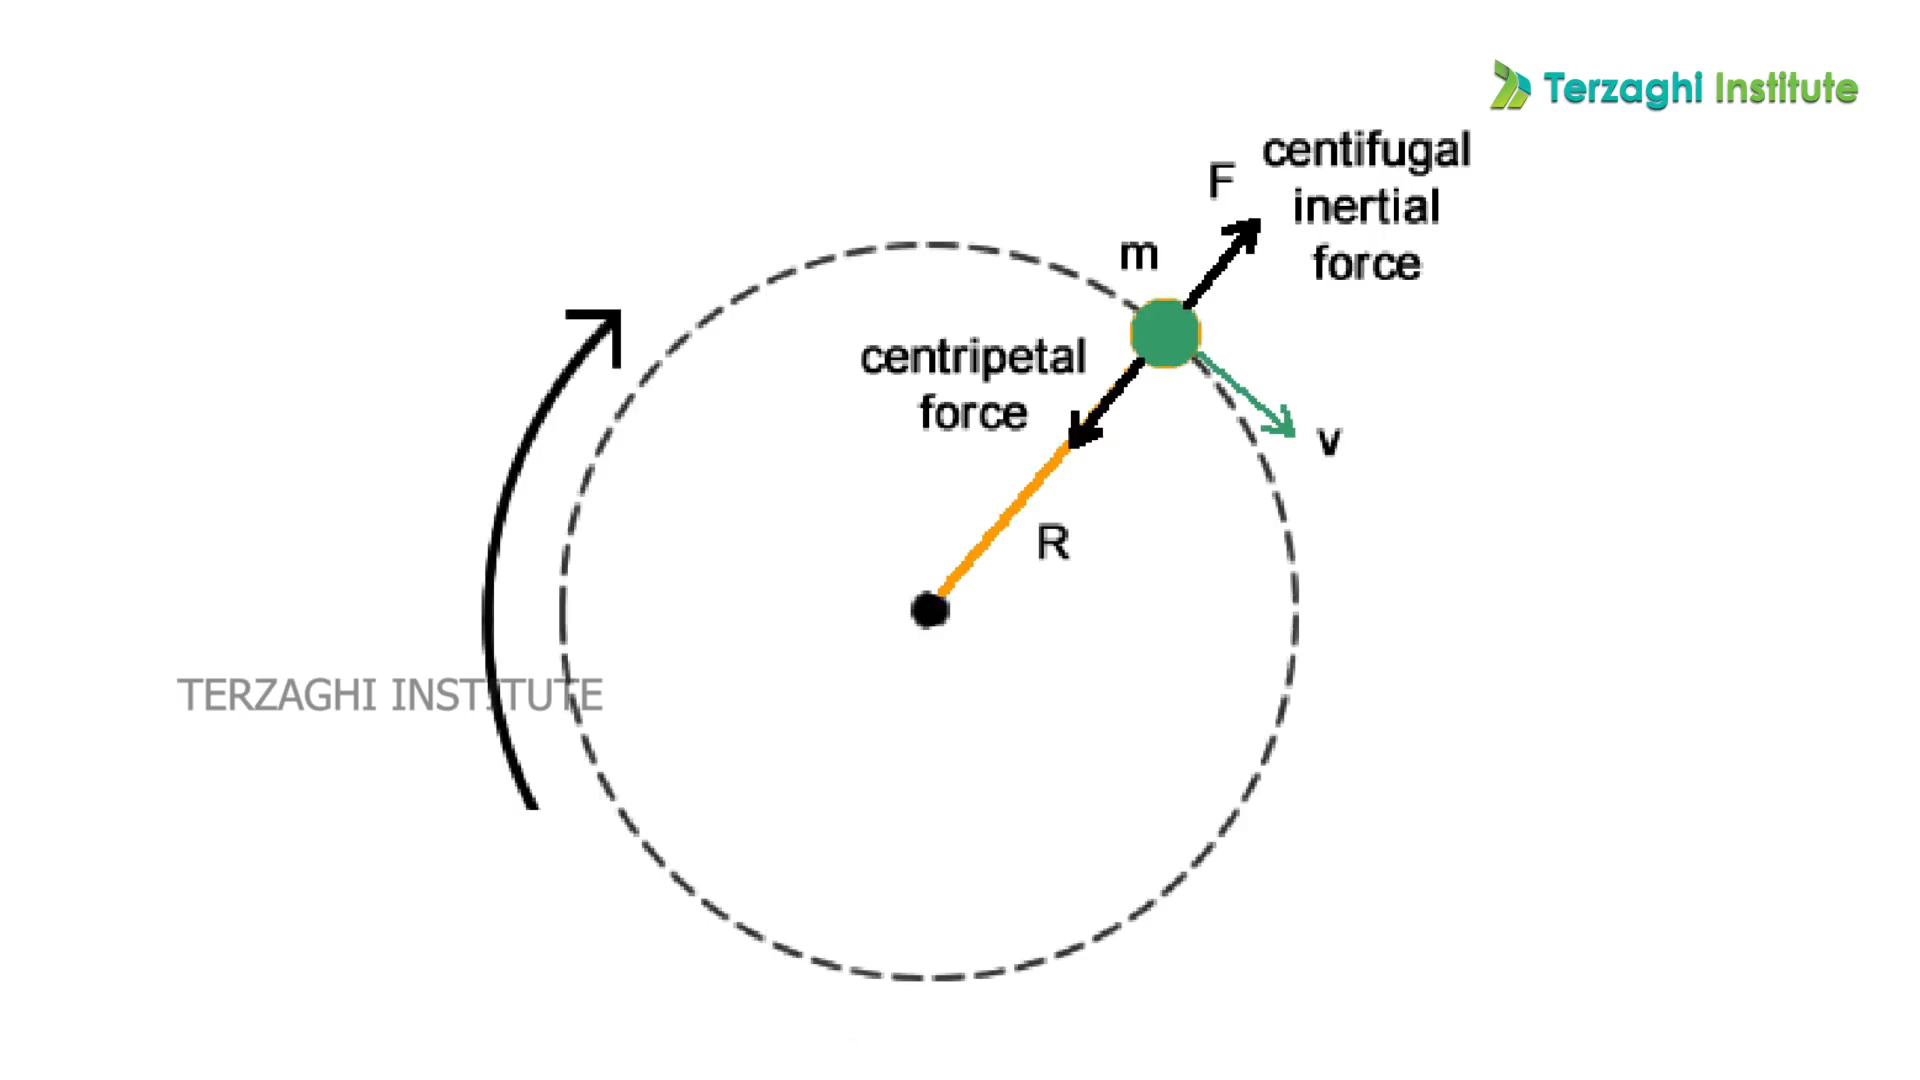 Terzaghi Institute
centifugal
inertial
force
F
m
centripetal
force
v
R
TERZAGHI INSTITUTE